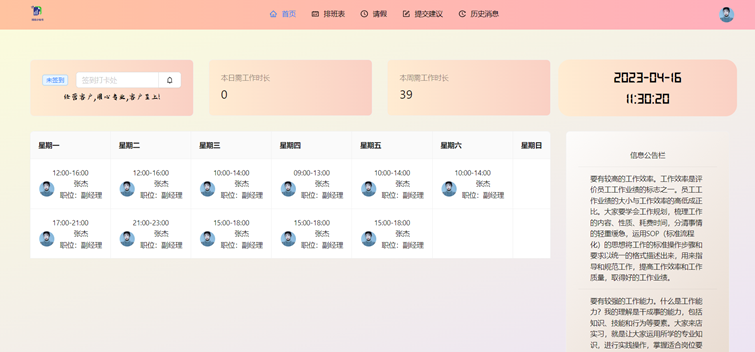 首页
排班表
请假
提交建议
历史消息
未签到
签到打卡处
经营客户,用心专业,客户至上!
本日需工作时长
0
本周需工作时长
39
2023-04-16
11:30:20
星期一 星期二 星期三 星期四 星期五 星期六 星期日
12:00-16:00 12:00-16:00 10:00-14:00 09:00-13:00 10:00-14:00 10:00-14:00
张杰 张杰 张杰 张杰 张杰 张杰
职位:副经理 职位:副经理 职位:副经理 职位:副经理 职位:副经理 职位:副经理
17:00-21:00 21:00-23:00 15:00-18:00 15:00-18:00 15:00-18:00
张杰 张杰 张杰 张杰 张杰
职位:副经理 职位:副经理 职位:副经理 职位:副经理 职位:副经理
信息公告栏
要有较高的工作效率。工作效率是评
价员工工作业绩的标志之一。员工工
作业绩的大小与工作效率的高低成正
比。大家要学会工作规划,梳理工作
的内容、性质、耗费时间,分清事情
的轻重缓急,运用SOP(标准流程
化)的思想将工作的标准操作步骤和
要求以统一的格式描述出来,用来指
导和规范工作,提高工作效率和工作
质量,取得好的工作业绩。
要有较强的工作能力。什么是工作能
力?我的理解是干成事的能力,包括
知识、技能和行为等要素。大家来店
实习,就是让大家运用所学的专业知
识,进行实践操作,掌握适合岗位要